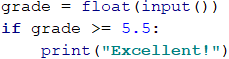 grade = float(input())
if grade >= 5.5:
    print("Excellent!")